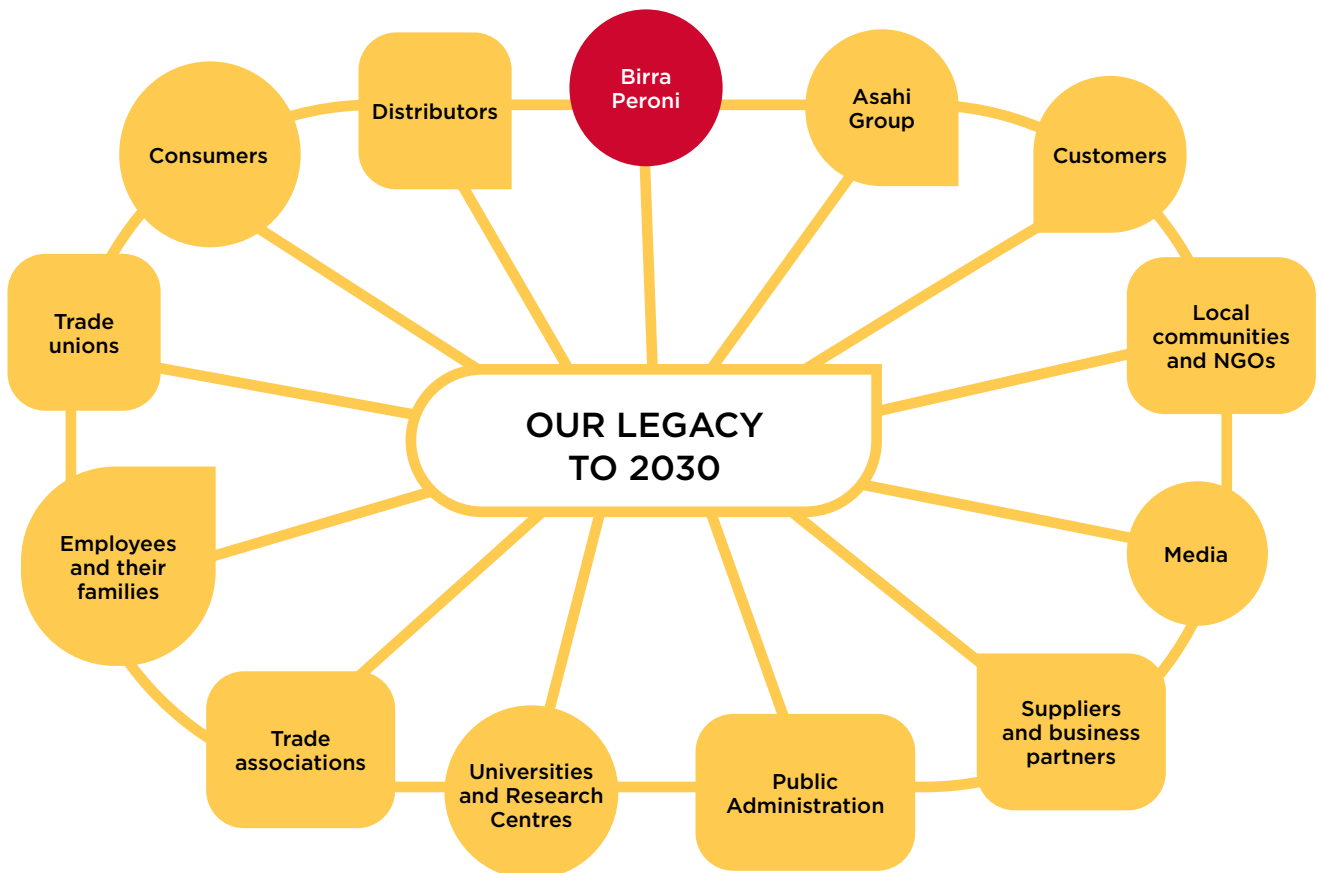 Birra
Peroni
Asahi
Group
Distributors
Consumers
Customers
Trade
unions
Local
communities
and NGOs
OUR LEGACY
TO 2030
Employees
and their
families
Media
Suppliers
and business
partners
Trade
associations
Universities
and Research
Centres
Public
Administration